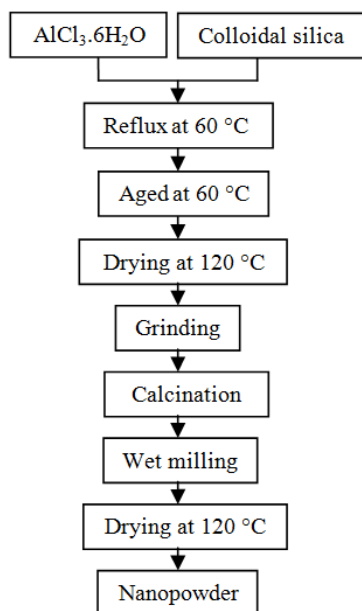 AlCl₃.6H₂O
Colloidal silica
Reflux at 60 °C
Aged at 60 °C
Drying at 120 °C
Grinding
Calcination
Wet milling
Drying at 120 °C
Nanopowder